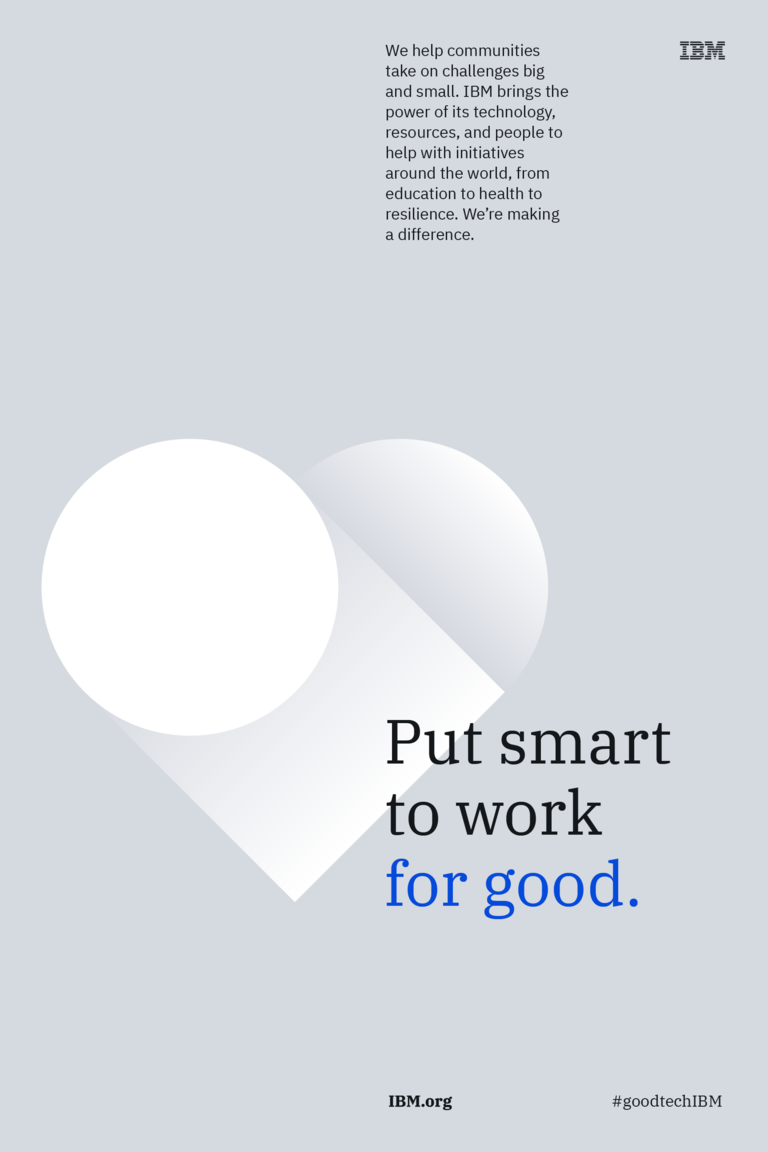 We help communities
take on challenges big
and small. IBM brings the
power of its technology,
resources, and people to
help with initiatives
around the world, from
education to health to
resilience. We’re making
a difference.
IBM
Put smart
to work
for good.
IBM.org
#goodtechIBM